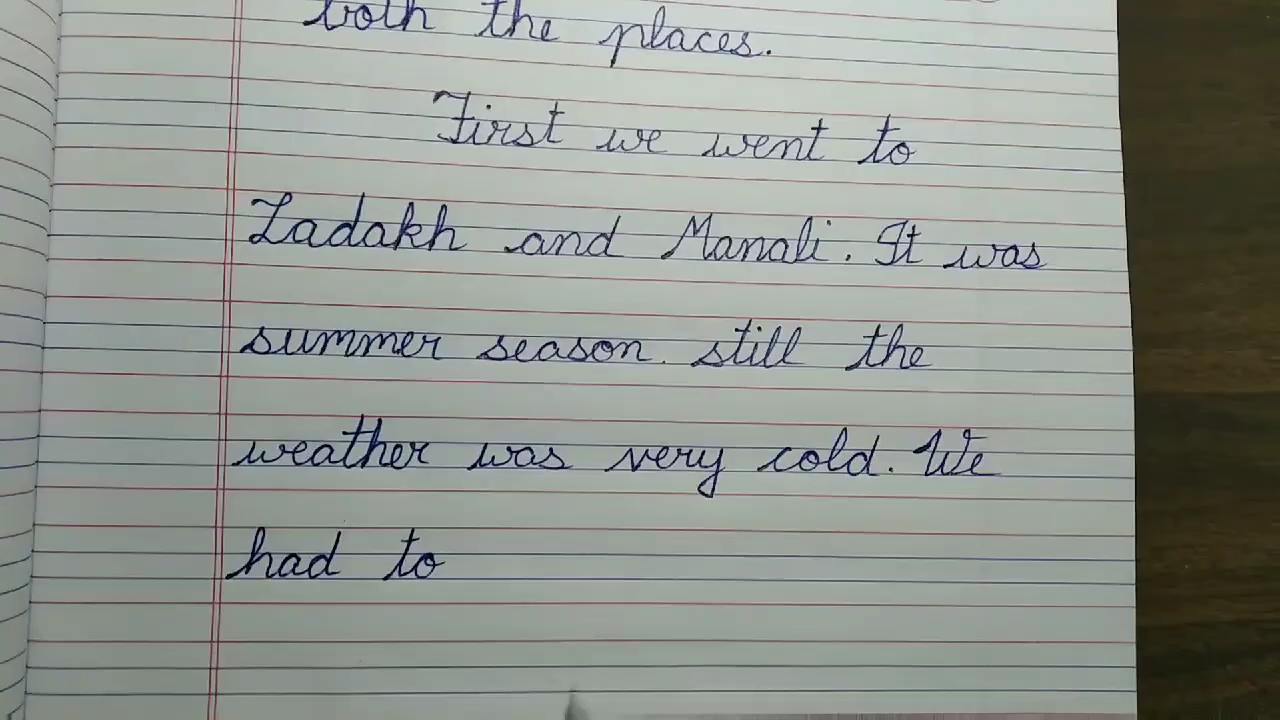 both the places.
First we went to
Ladakh and Manali. It was
summer season. still the
weather was very cold. We
had to